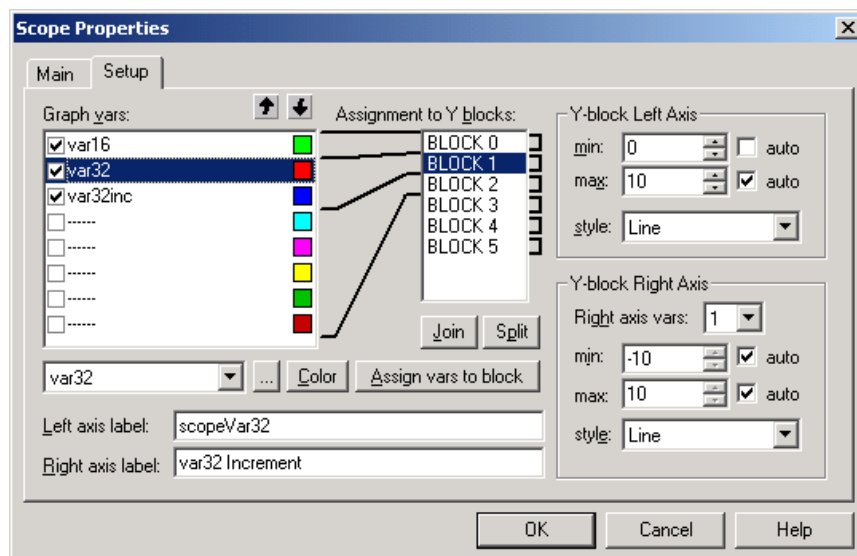 Scope Properties
Main Setup
Graph vars:
var16
var32
var32inc
------
------
------
------
------
var32 ... Color Assign vars to block
Assignment to Y blocks:
BLOCK 0
BLOCK 1
BLOCK 2
BLOCK 3
BLOCK 4
BLOCK 5
Join Split
Left axis label: scopeVar32
Right axis label: var32 Increment
Y-block Left Axis
min: 0 auto
max: 10 auto
style: Line
Y-block Right Axis
Right axis vars: 1
min: -10 auto
max: 10 auto
style: Line
OK Cancel Help